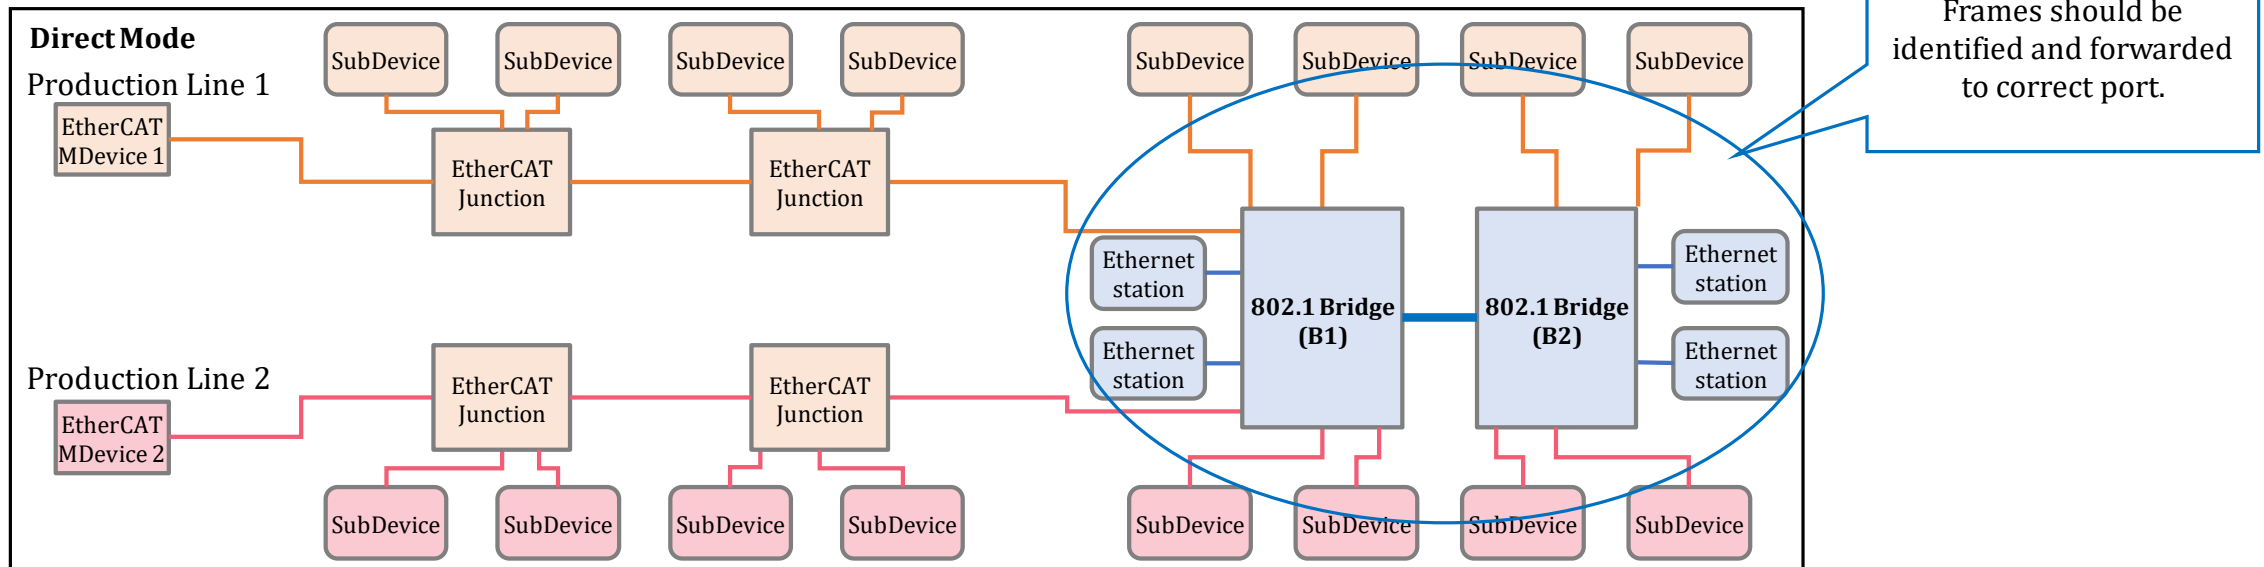 Direct Mode
Production Line 1
EtherCAT
MDevice 1
SubDevice
SubDevice
SubDevice
SubDevice
SubDevice
SubDevice
SubDevice
SubDevice
Frames should be
identified and forwarded
to correct port.
EtherCAT
Junction
EtherCAT
Junction
Ethernet
station
Ethernet
station
802.1 Bridge
(B1)
802.1 Bridge
(B2)
Ethernet
station
Ethernet
station
Production Line 2
EtherCAT
MDevice 2
EtherCAT
Junction
EtherCAT
Junction
SubDevice
SubDevice
SubDevice
SubDevice
SubDevice
SubDevice
SubDevice
SubDevice